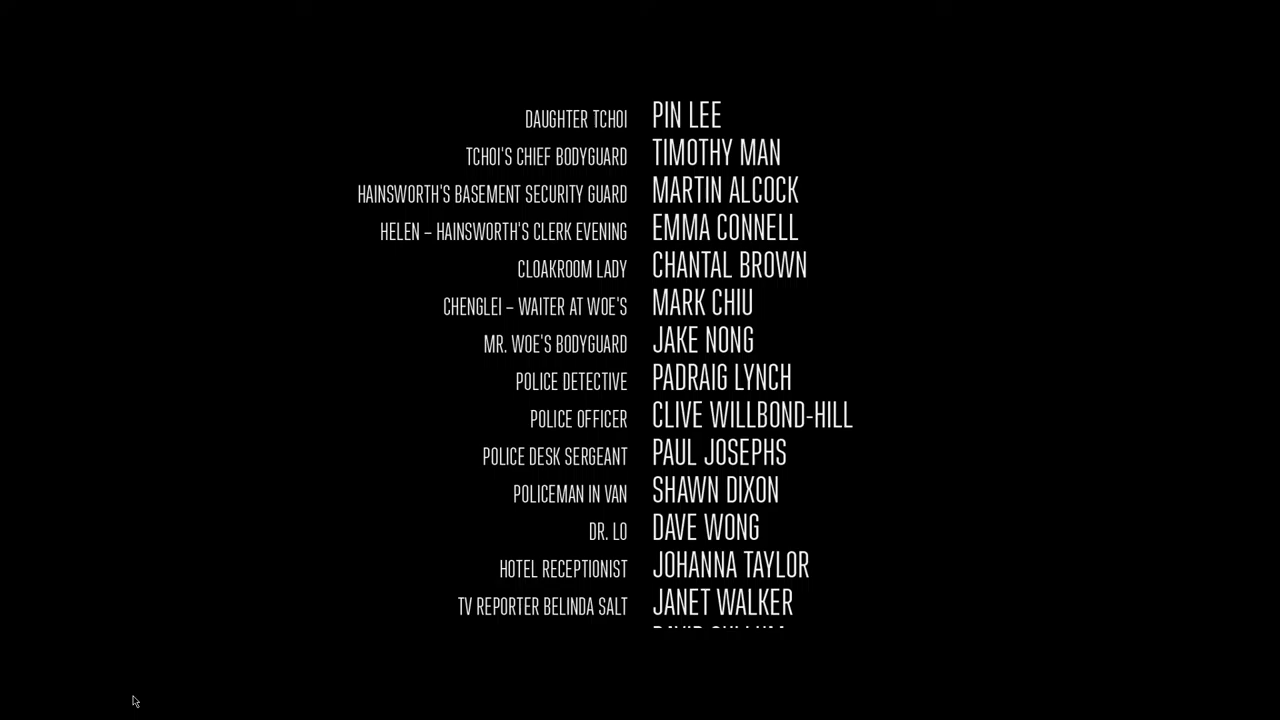 DAUGHTER TCHOI PIN LEE
TCHOI'S CHIEF BODYGUARD TIMOTHY MAN
HAINSWORTH'S BASEMENT SECURITY GUARD MARTIN ALCOCK
HELEN – HAINSWORTH'S CLERK EVENING EMMA CONNELL
CLOAKROOM LADY CHANTAL BROWN
CHENGLEI – WAITER AT WOE'S MARK CHIU
MR. WOE'S BODYGUARD JAKE NONG
POLICE DETECTIVE PADRAIG LYNCH
POLICE OFFICER CLIVE WILLBOND-HILL
POLICE DESK SERGEANT PAUL JOSEPHS
POLICEMAN IN VAN SHAWN DIXON
DR. LO DAVE WONG
HOTEL RECEPTIONIST JOHANNA TAYLOR
TV REPORTER BELINDA SALT JANET WALKER